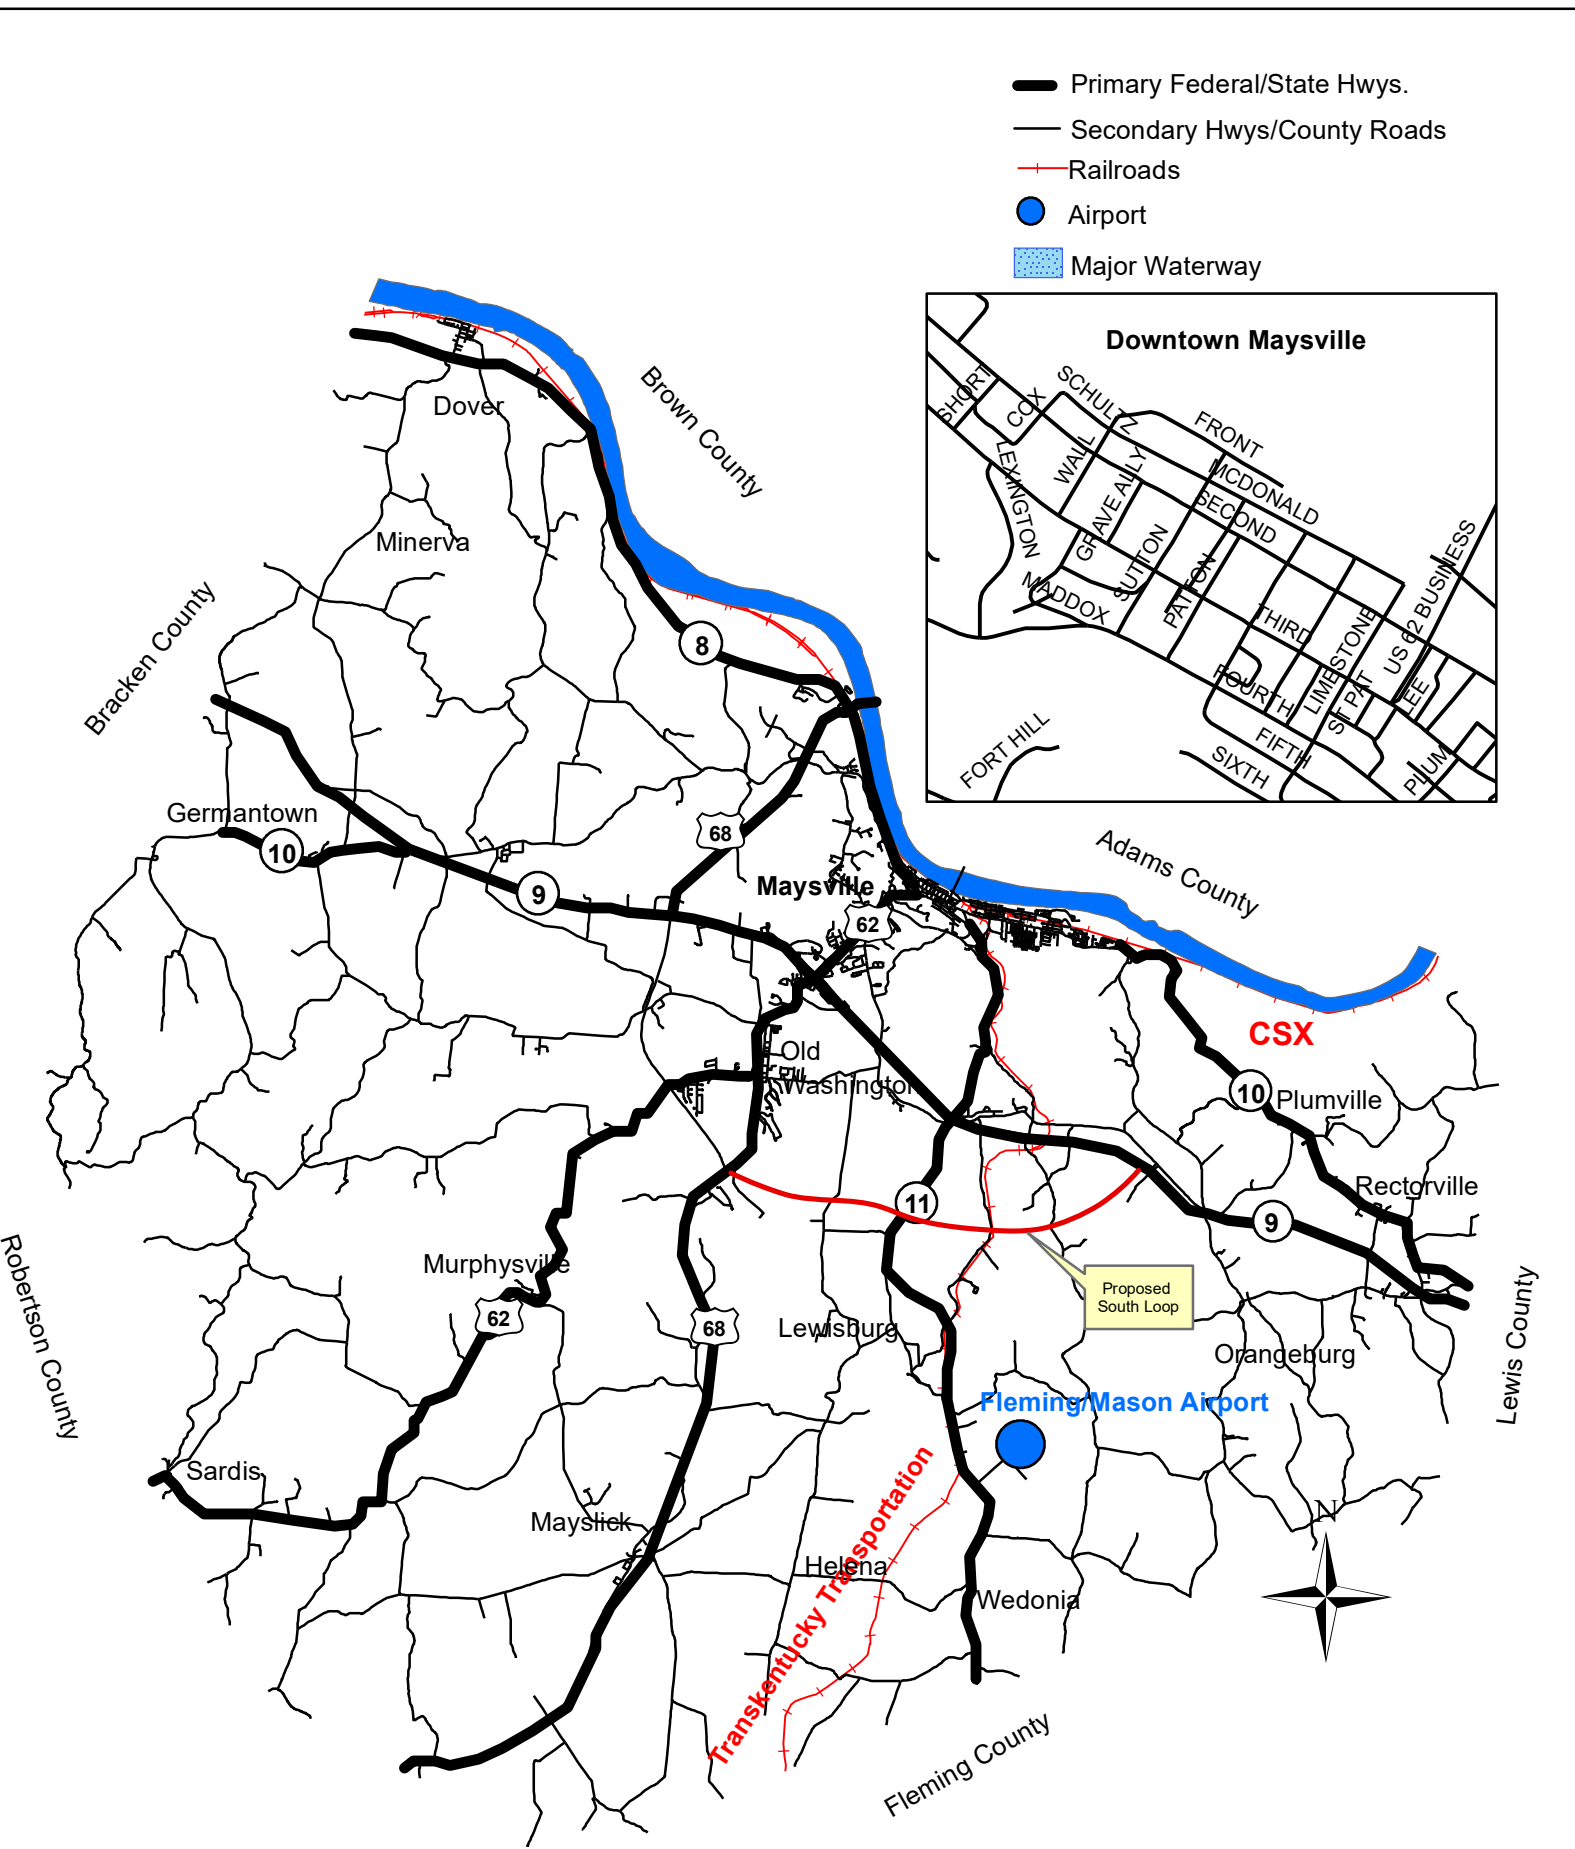 Primary Federal/State Hwys.
Secondary Hwys/County Roads
Railroads
Airport
Major Waterway
Downtown Maysville
SHORT
COX
SCHULTZ
FRONT
LEXINGTON
WALL
GRAVE ALLY
MCDONALD
SECOND
SUTTON
PATTON
MADDOX
THIRD
LIMESTONE
US 62 BUSINESS
FOURTH
ST PAT
LEE
FIFTH
SIXTH
PLUM
FORT HILL
Brown County
Dover
Minerva
Bracken County
8
Germantown
10
68
9
Maysville
62
Adams County
CSX
Old
Washington
10
Plumville
Rectorville
11
9
Robertson County
Murphysville
62
68
Proposed
South Loop
Lewisburg
Orangeburg
Lewis County
Fleming/Mason Airport
Sardis
Mayslick
Transkentucky Transportation
Helena
Wedonia
N
Fleming County